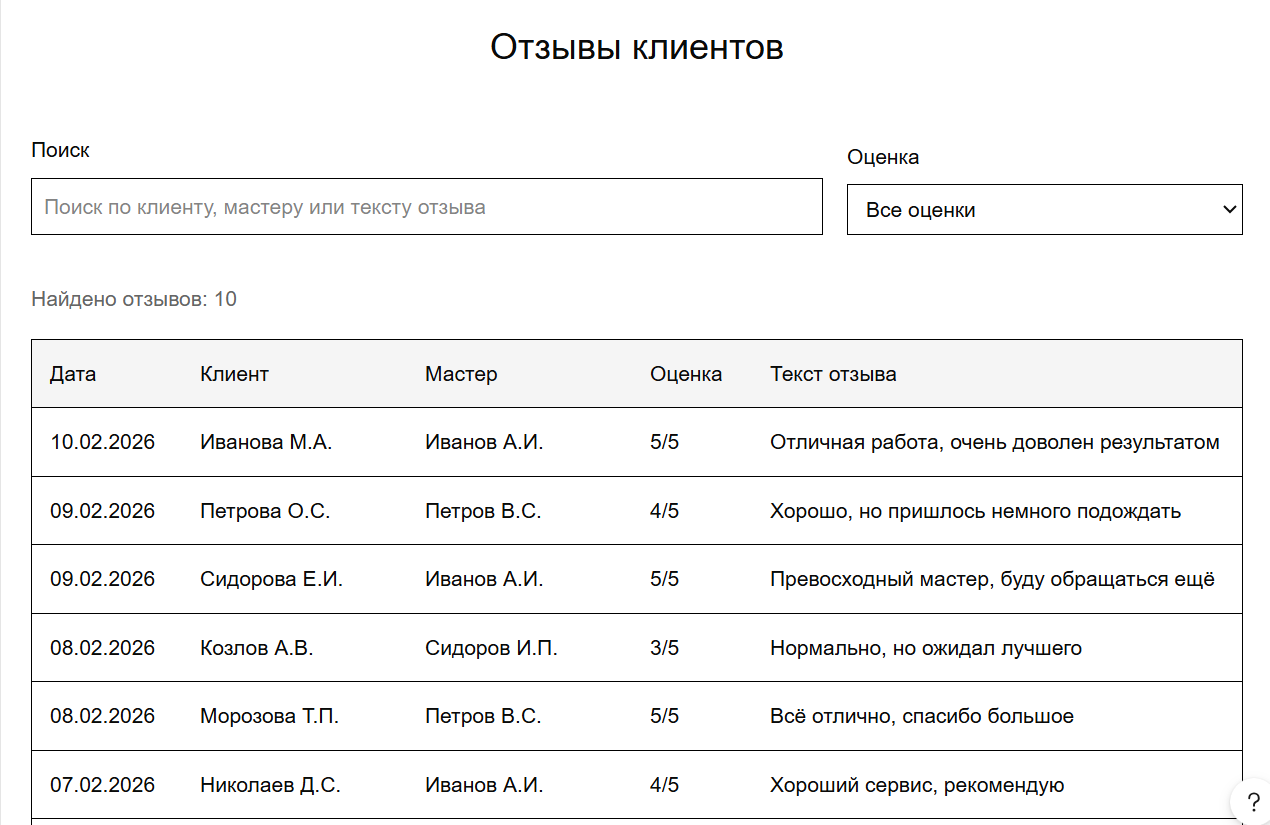 Отзывы клиентов
Поиск
Оценка
Поиск по клиенту, мастеру или тексту отзыва
Все оценки
Найдено отзывов: 10
Дата Клиент Мастер Оценка Текст отзыва
10.02.2026 Иванова М.А. Иванов А.И. 5/5 Отличная работа, очень доволен результатом
09.02.2026 Петрова О.С. Петров В.С. 4/5 Хорошо, но пришлось немного подождать
09.02.2026 Сидорова Е.И. Иванов А.И. 5/5 Превосходный мастер, буду обращаться ещё
08.02.2026 Козлов А.В. Сидоров И.П. 3/5 Нормально, но ожидал лучшего
08.02.2026 Морозова Т.П. Петров В.С. 5/5 Всё отлично, спасибо большое
07.02.2026 Николаев Д.С. Иванов А.И. 4/5 Хороший сервис, рекомендую
?